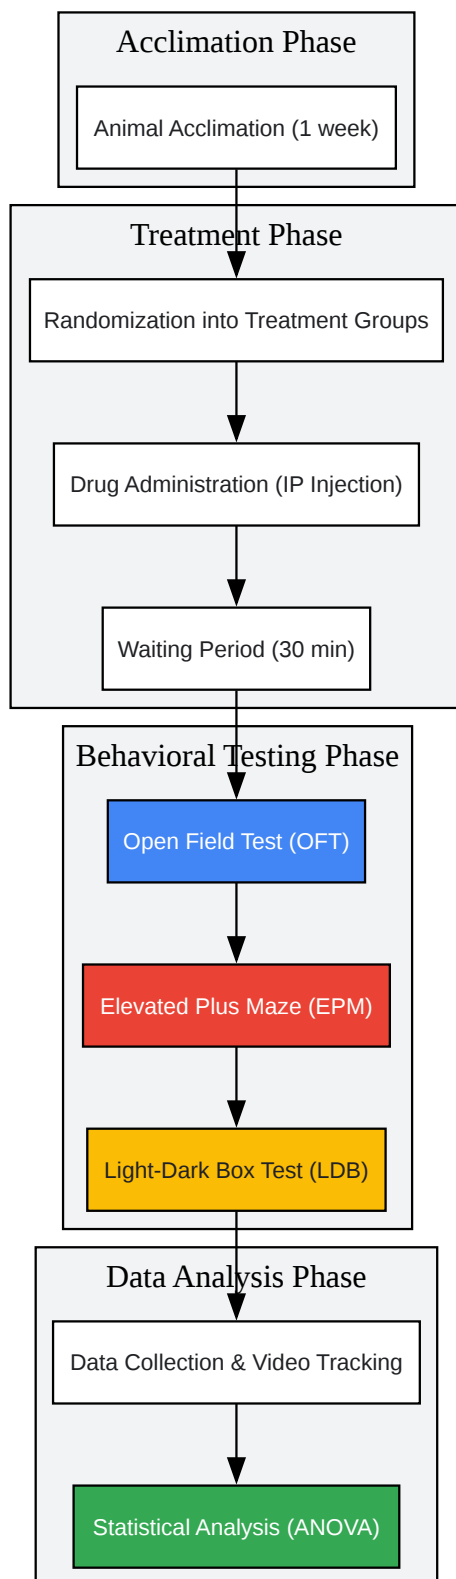 Acclimation Phase
Animal Acclimation (1 week)
Treatment Phase
Randomization into Treatment Groups
Drug Administration (IP Injection)
Waiting Period (30 min)
Behavioral Testing Phase
Open Field Test (OFT)
Elevated Plus Maze (EPM)
Light-Dark Box Test (LDB)
Data Analysis Phase
Data Collection & Video Tracking
Statistical Analysis (ANOVA)